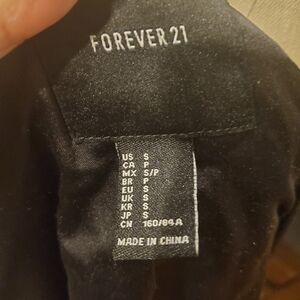 FOREVER 21
US S
CA P
MX S/P
BR P
EU S
UK S
KR S
JP S
CN 160/84A
MADE IN CHINA